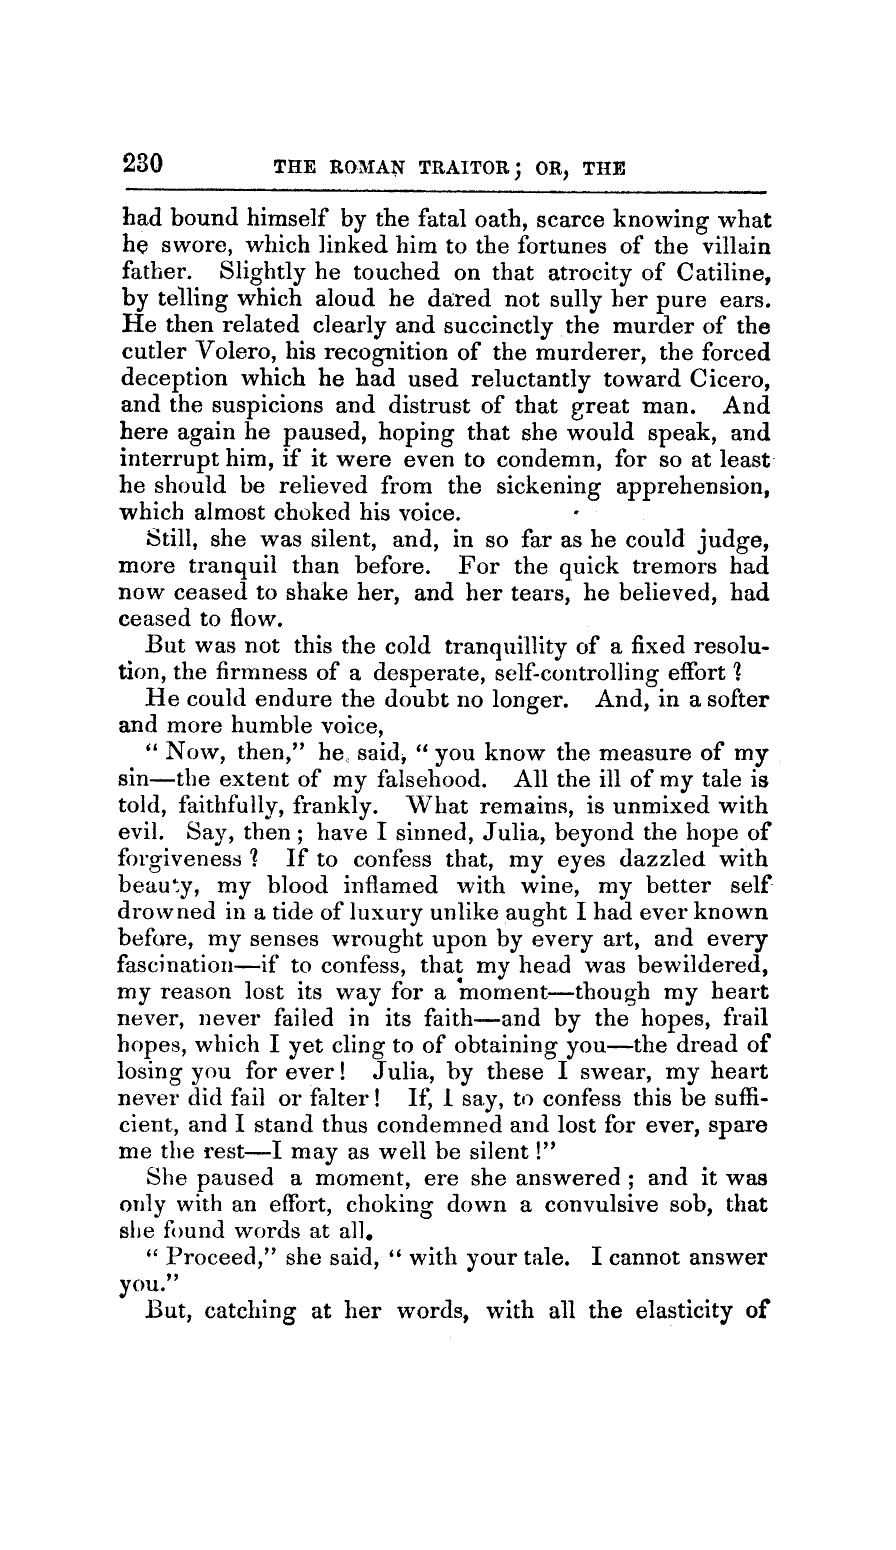 230 THE ROMAN TRAITOR; OR, THE
had bound himself by the fatal oath, scarce knowing what
he swore, which linked him to the fortunes of the villain
father. Slightly he touched on that atrocity of Catiline,
by telling which aloud he dared not sully her pure ears.
He then related clearly and succinctly the murder of the
cutler Volero, his recognition of the murderer, the forced
deception which he had used reluctantly toward Cicero,
and the suspicions and distrust of that great man. And
here again he paused, hoping that she would speak, and
interrupt him, if it were even to condemn, for so at least
he should be relieved from the sickening apprehension,
which almost choked his voice.
Still, she was silent, and, in so far as he could judge,
more tranquil than before. For the quick tremors had
now ceased to shake her, and her tears, he believed, had
ceased to flow.
But was not this the cold tranquillity of a fixed resolu-
tion, the firmness of a desperate, self-controlling effort?
He could endure the doubt no longer. And, in a softer
and more humble voice,
“Now, then,” he said, “you know the measure of my
sin—the extent of my falsehood. All the ill of my tale is
told, faithfully, frankly. What remains, is unmixed with
evil. Say, then; have I sinned, Julia, beyond the hope of
forgiveness? If to confess that, my eyes dazzled with
beauty, my blood inflamed with wine, my better self
drowned in a tide of luxury unlike aught I had ever known
before, my senses wrought upon by every art, and every
fascination—if to confess, that my head was bewildered,
my reason lost its way for a moment—though my heart
never, never failed in its faith—and by the hopes, frail
hopes, which I yet cling to of obtaining you—the dread of
losing you for ever! Julia, by these I swear, my heart
never did fail or falter! If, I say, to confess this be suffi-
cient, and I stand thus condemned and lost for ever, spare
me the rest—I may as well be silent!”
She paused a moment, ere she answered; and it was
only with an effort, choking down a convulsive sob, that
she found words at all.
“Proceed,” she said, “with your tale. I cannot answer
you.”
But, catching at her words, with all the elasticity of